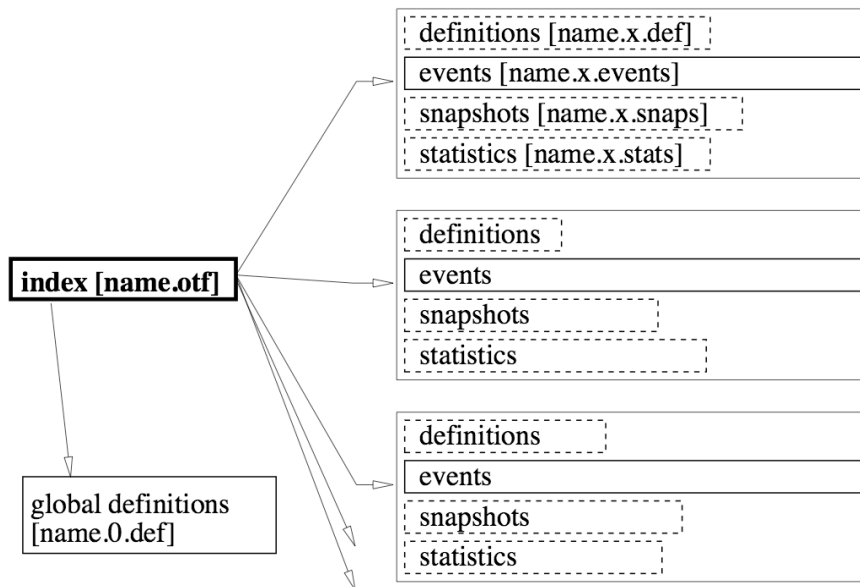 definitions [name.x.def]
events [name.x.events]
snapshots [name.x.snaps]
statistics [name.x.stats]
index [name.otf]
definitions
events
snapshots
statistics
global definitions
[name.0.def]
definitions
events
snapshots
statistics